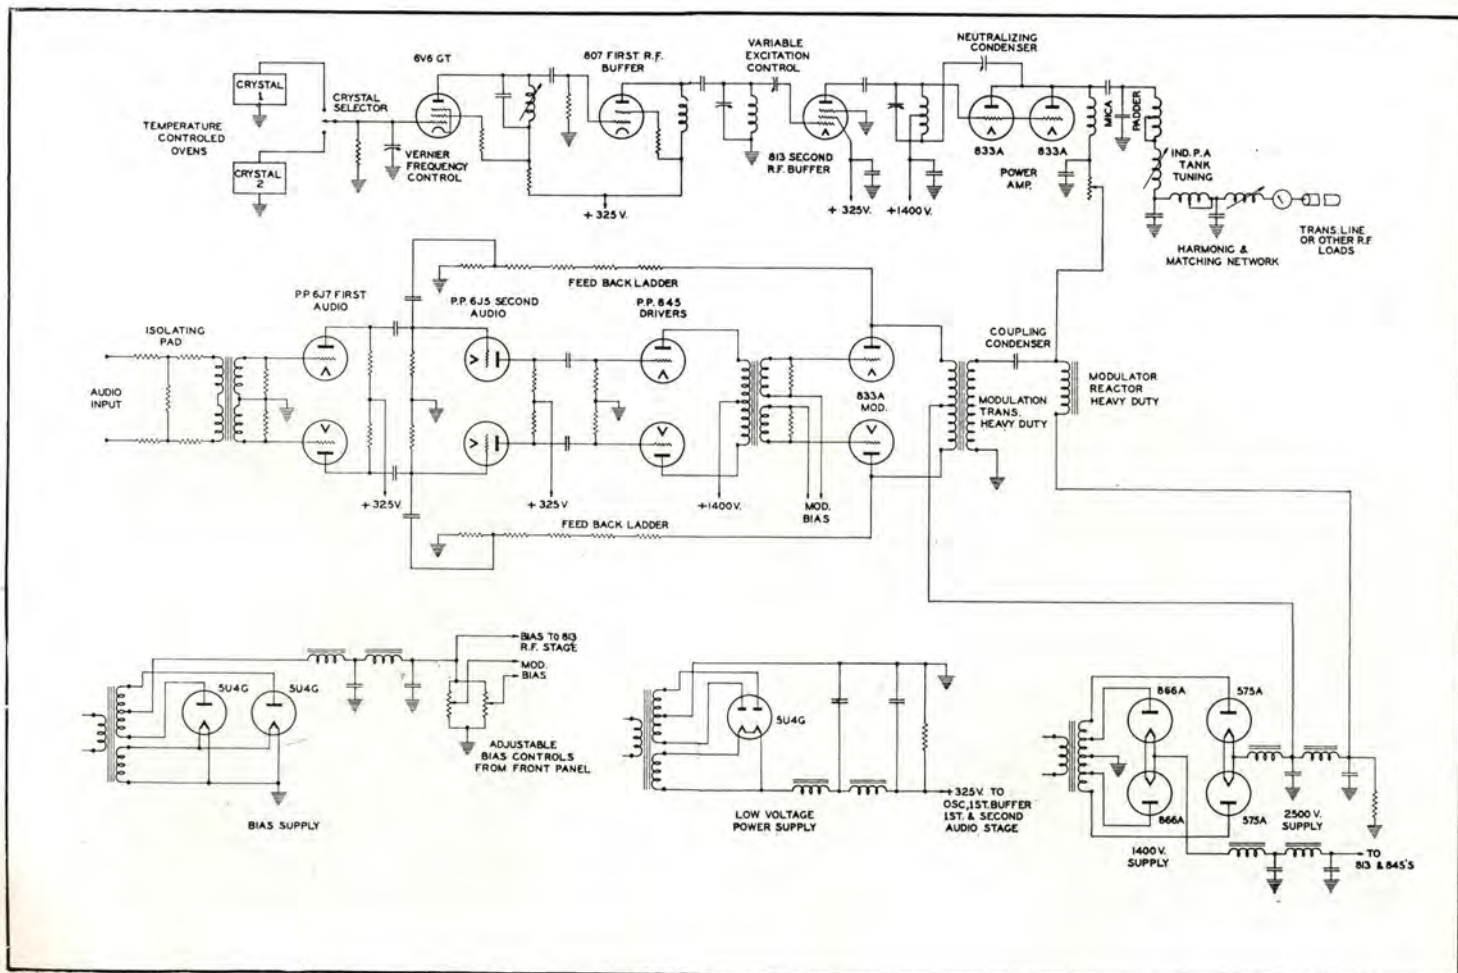 6V6 GT
807 FIRST R.F.
BUFFER
VARIABLE
EXCITATION
CONTROL
NEUTRALIZING
CONDENSER
CRYSTAL
1
CRYSTAL
SELECTOR
TEMPERATURE
CONTROLED
OVENS
CRYSTAL
2
VERNIER
FREQUENCY
CONTROL
+ 325V.
813 SECOND
R.F. BUFFER
+ 325V.
+1400V.
833A
833A
POWER
AMP.
MICA
PADDER
IND. P.A
TANK
TUNING
HARMONIC &
MATCHING NETWORK
TRANS. LINE
OR OTHER R.F
LOADS
AUDIO
INPUT
ISOLATING
PAD
P.P. 6J7 FIRST
AUDIO
+ 325V.
P.P. 6J5 SECOND
AUDIO
+ 325V.
FEED BACK LADDER
P.P. 845
DRIVERS
+1400V.
MOD.
BIAS
833A
MOD.
FEED BACK LADDER
MODULATION
TRANS.
HEAVY DUTY
COUPLING
CONDENSER
MODULATOR
REACTOR
HEAVY DUTY
5U4G
5U4G
BIAS TO 813
R.F. STAGE
MOD.
BIAS
ADJUSTABLE
BIAS CONTROLS
FROM FRONT PANEL
BIAS SUPPLY
5U4G
LOW VOLTAGE
POWER SUPPLY
+325V. TO
OSC, 1ST. BUFFER
1ST. & SECOND
AUDIO STAGE
866A
575A
866A
575A
1400V.
SUPPLY
2500 V.
SUPPLY
TO
813 & 845'S